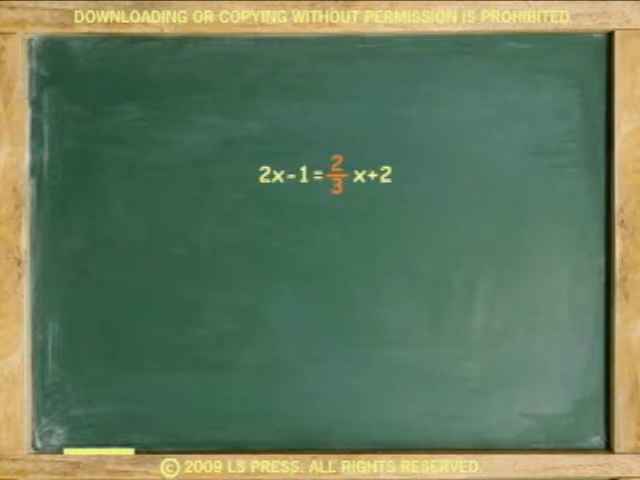 DOWNLOADING OR COPYING WITHOUT PERMISSION IS PROHIBITED
2x-1=2/3 x+2
© 2009 LS PRESS. ALL RIGHTS RESERVED.